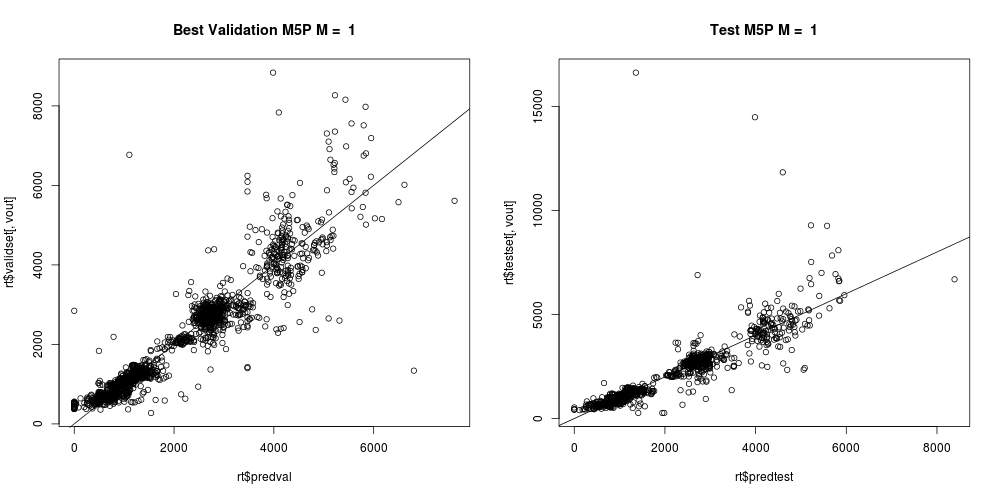 Best Validation M5P M = 1
rt$validset[, vout]
8000
6000
4000
2000
0
0 2000 4000 6000
rt$predval
Test M5P M = 1
rt$testset[, vout]
15000
10000
5000
0
0 2000 4000 6000 8000
rt$predtest